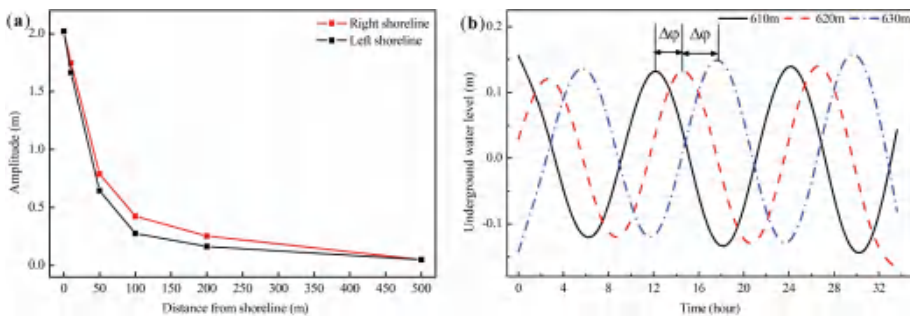 (a)
Right shoreline
Left shoreline
2.0
1.5
1.0
0.5
0.0
Amplitude (m)
0 50 100 150 200 250 300 350 400 450 500
Distance from shoreline (m)
(b)
610m 620m 630m
Δφ Δφ
0.1
0.0
-0.1
Underground water level (m)
0 4 8 12 16 20 24 28 32
Time (hour)